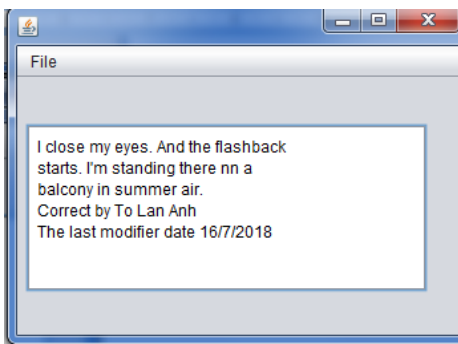 File
I close my eyes. And the flashback
starts. I'm standing there nn a
balcony in summer air.
Correct by To Lan Anh
The last modifier date 16/7/2018